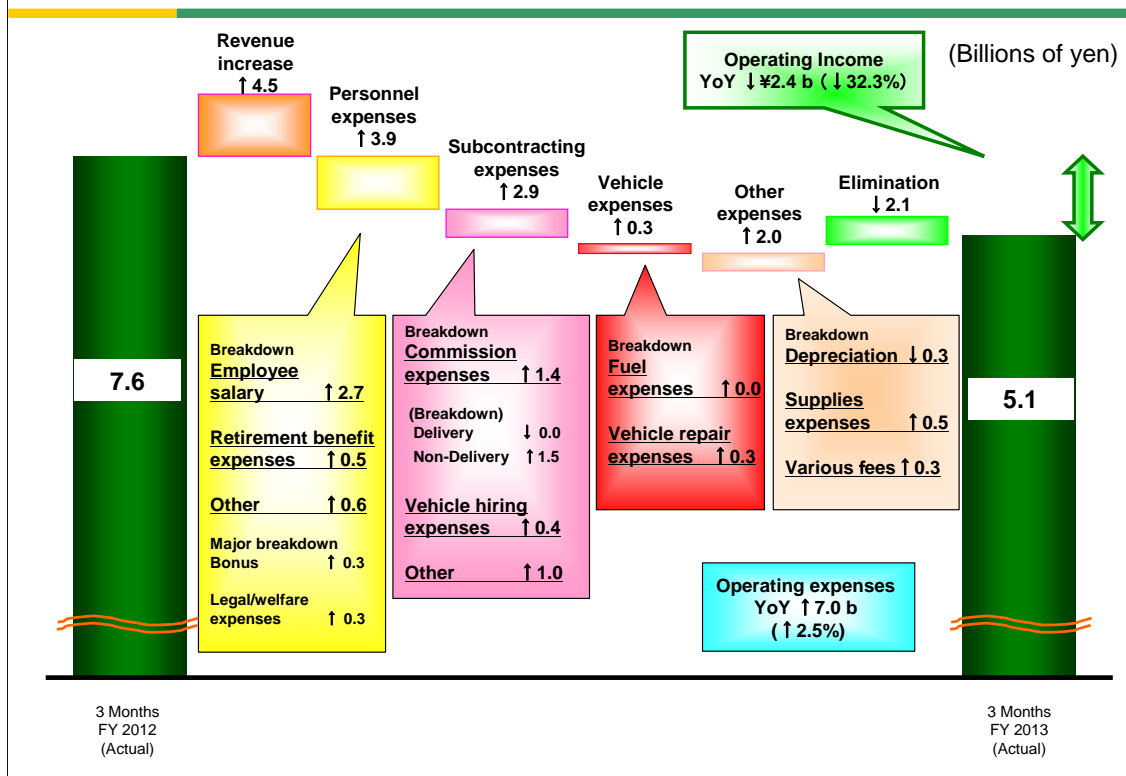 (Billions of yen)
Operating Income
YoY ↓¥2.4 b (↓32.3%)
Revenue
increase
↑4.5
Personnel
expenses
↑3.9
Subcontracting
expenses
↑2.9
Vehicle
expenses
↑0.3
Other
expenses
↑2.0
Elimination
↓2.1
7.6
Breakdown
Employee
salary ↑2.7
Retirement benefit
expenses ↑0.5
Other ↑0.6
Major breakdown
Bonus ↑0.3
Legal/welfare
expenses ↑0.3
Breakdown
Commission
expenses ↑1.4
(Breakdown)
Delivery ↓0.0
Non-Delivery ↑1.5
Vehicle hiring
expenses ↑0.4
Other ↑1.0
Breakdown
Fuel
expenses ↑0.0
Vehicle repair
expenses ↑0.3
Breakdown
Depreciation ↓0.3
Supplies
expenses ↑0.5
Various fees ↑0.3
5.1
Operating expenses
YoY ↑7.0 b
(↑2.5%)
3 Months
FY 2012
(Actual)
3 Months
FY 2013
(Actual)